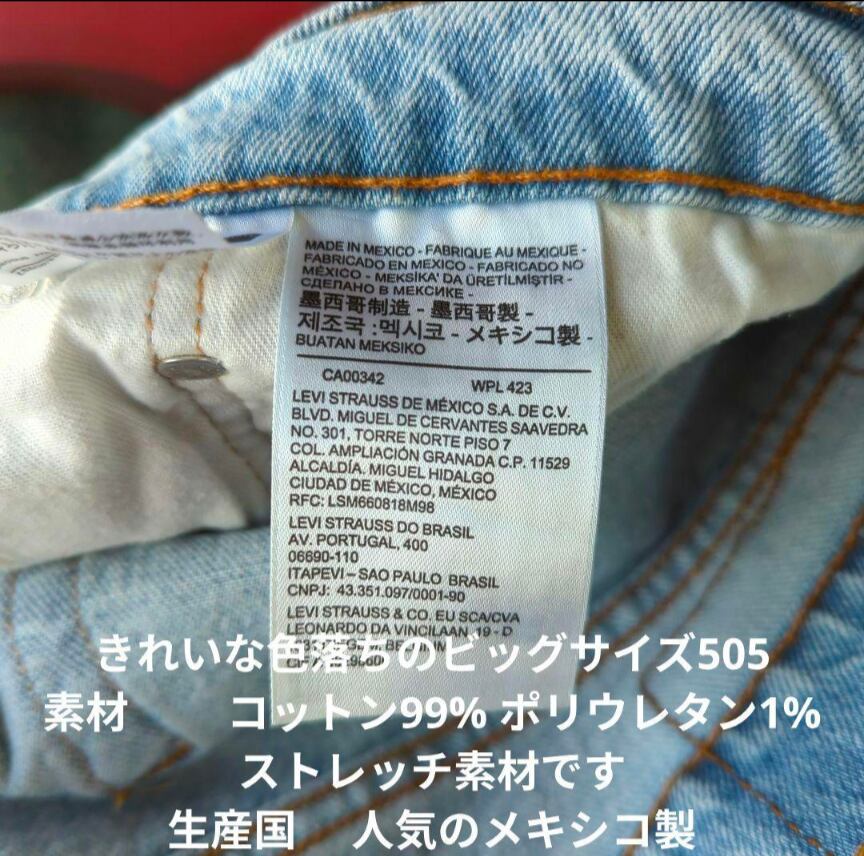 MADE IN MEXICO - FABRIQUE AU MEXIQUE -
FABRICADO EN MEXICO - FABRICADO NO
MÉXICO - MEKSİKA' DA ÜRETİLMİŞTİR -
СДЕЛАНО В МЕКСИКЕ -
墨西哥制造 - 墨西哥製 -
제조국 : 멕시코 - メキシコ製 -
BUATAN MEKSIKO
CA00342 WPL 423
LEVI STRAUSS DE MÉXICO S.A. DE C.V.
BLVD. MIGUEL DE CERVANTES SAAVEDRA
NO. 301, TORRE NORTE PISO 7
COL. AMPLIACIÓN GRANADA C.P. 11529
ALCALDÍA. MIGUEL HIDALGO
CIUDAD DE MÉXICO, MÉXICO
RFC: LSM660818M98
LEVI STRAUSS DO BRASIL
AV. PORTUGAL, 400
06690-110
ITAPEVI – SAO PAULO BRASIL
CNPJ: 43.351.097/0001-90
LEVI STRAUSS & CO. EU SCA/CVA
LEONARDO DA VINCILAAN 19 - D
きれいな色落ちのビッグサイズ505
素材 コットン99% ポリウレタン1%
ストレッチ素材です
生産国 人気のメキシコ製